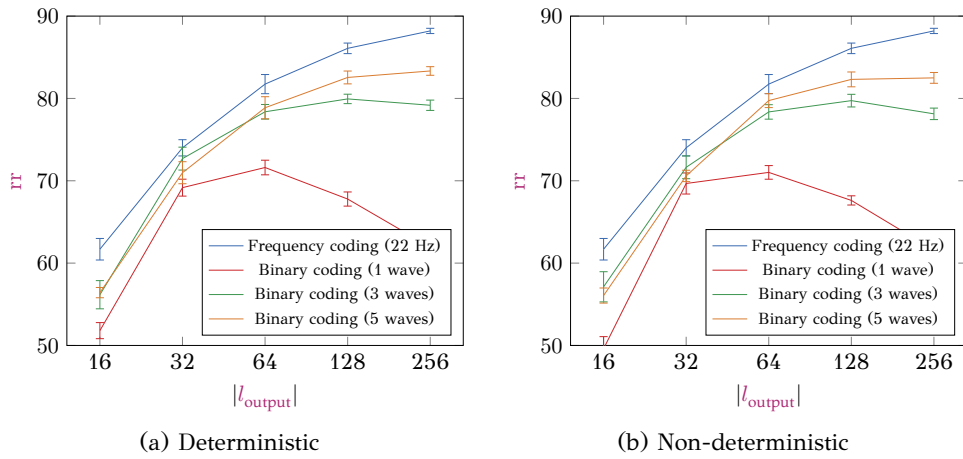 90
80
70
60
50
rr
Frequency coding (22 Hz)
Binary coding (1 wave)
Binary coding (3 waves)
Binary coding (5 waves)
16 32 64 128 256
|l_output|
(a) Deterministic
90
80
70
60
50
rr
Frequency coding (22 Hz)
Binary coding (1 wave)
Binary coding (3 waves)
Binary coding (5 waves)
16 32 64 128 256
|l_output|
(b) Non-deterministic